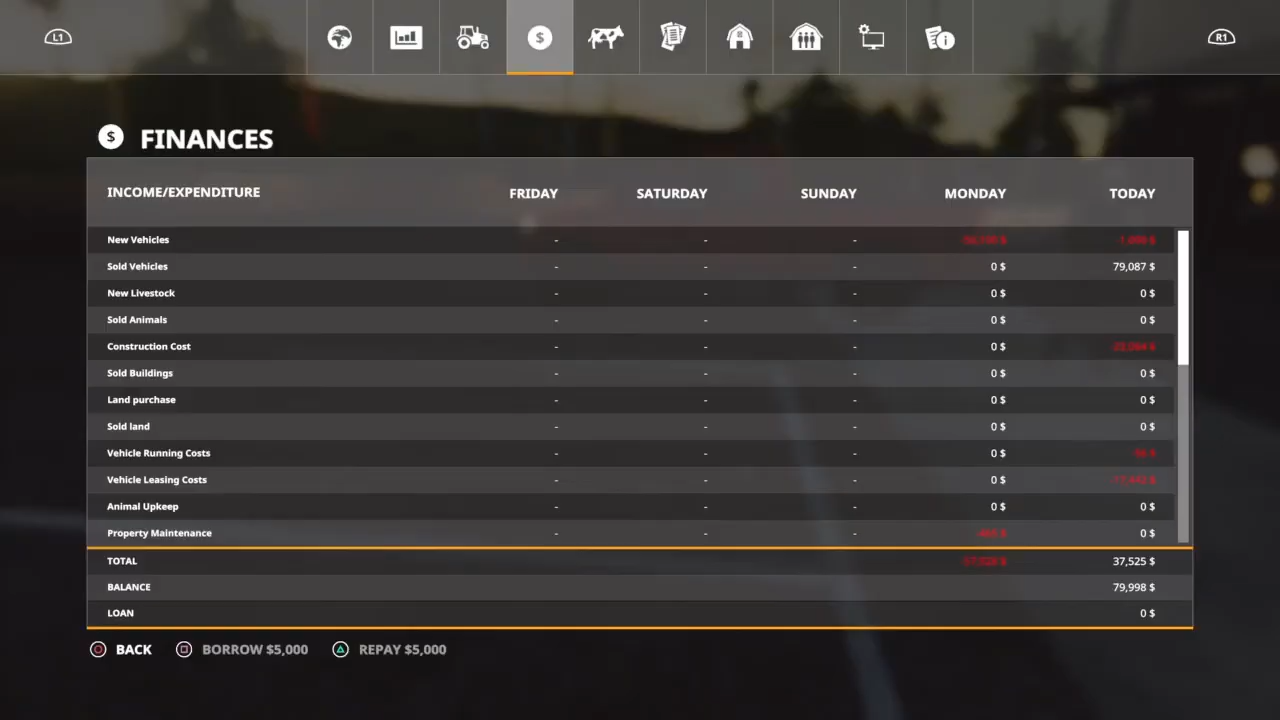 L1
R1
FINANCES
INCOME/EXPENDITURE FRIDAY SATURDAY SUNDAY MONDAY TODAY
New Vehicles - - - $ $
Sold Vehicles - - - 0 $ 79,087 $
New Livestock - - - 0 $ 0 $
Sold Animals - - - 0 $ 0 $
Construction Cost - - - 0 $ $
Sold Buildings - - - 0 $ 0 $
Land purchase - - - 0 $ 0 $
Sold land - - - 0 $ 0 $
Vehicle Running Costs - - - 0 $ $
Vehicle Leasing Costs - - - 0 $ $
Animal Upkeep - - - 0 $ 0 $
Property Maintenance - - - $ 0 $
TOTAL $ 37,525 $
BALANCE 79,998 $
LOAN 0 $
BACK BORROW $5,000 REPAY $5,000